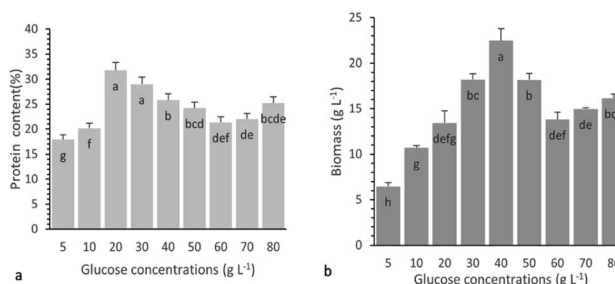 40
35
30
25
20
15
10
5
0
Protein content(%)
g
f
a
a
b
bcd
def
de
bcde
5 10 20 30 40 50 60 70 80
a
Glucose concentrations (g L-1)
25
20
15
10
5
0
Biomass (g L-1)
h
g
defg
bc
a
b
def
de
5 10 20 30 40 50 60 70
b
Glucose concentrations (g L-1)